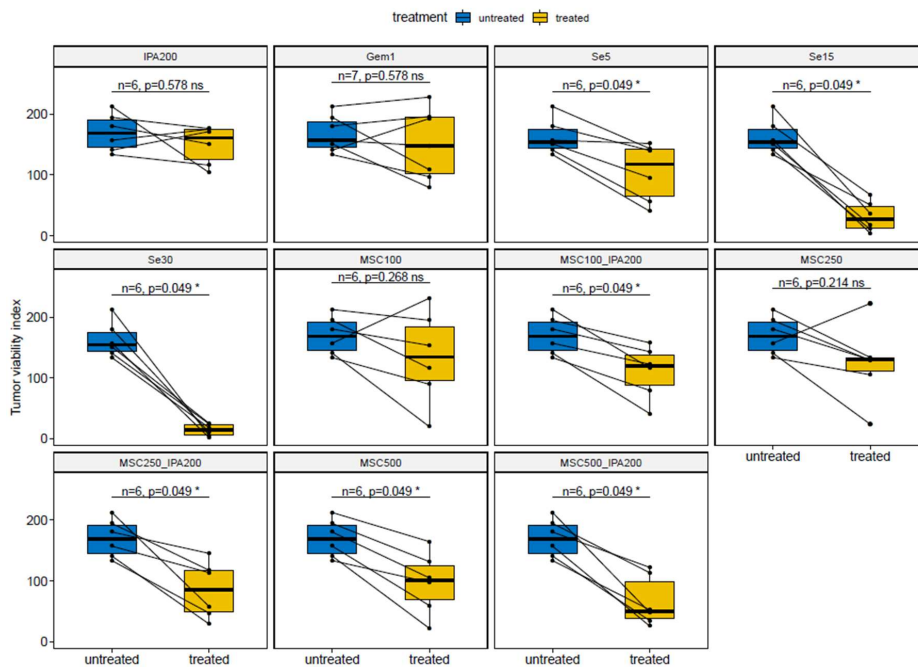 treatment untreated treated
IPA200 Gem1 Se5 Se15
n=6, p=0.578 ns n=7, p=0.578 ns n=6, p=0.049 * n=6, p=0.049 *
200
100
0
Se30 MSC100 MSC100_IPA200 MSC250
n=6, p=0.049 * n=6, p=0.268 ns n=6, p=0.049 * n=6, p=0.214 ns
Tumor viability index
200
100
0
untreated treated
MSC250_IPA200 MSC500 MSC500_IPA200
n=6, p=0.049 * n=6, p=0.049 * n=6, p=0.049 *
200
100
0
untreated treated untreated treated untreated treated